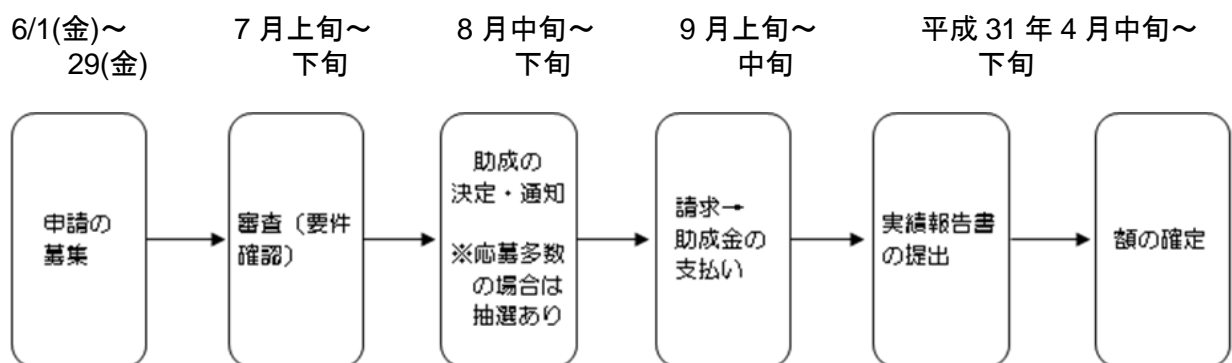 6/1(金)～
29(金)
7 月上旬～
下旬
8 月中旬～
下旬
9 月上旬～
中旬
平成 31 年 4 月中旬～
下旬
申請の
募集
審査（要件
確認）
助成の
決定・通知
※応募多数
の場合は
抽選あり
請求→
助成金の
支払い
実績報告書
の提出
額の確定